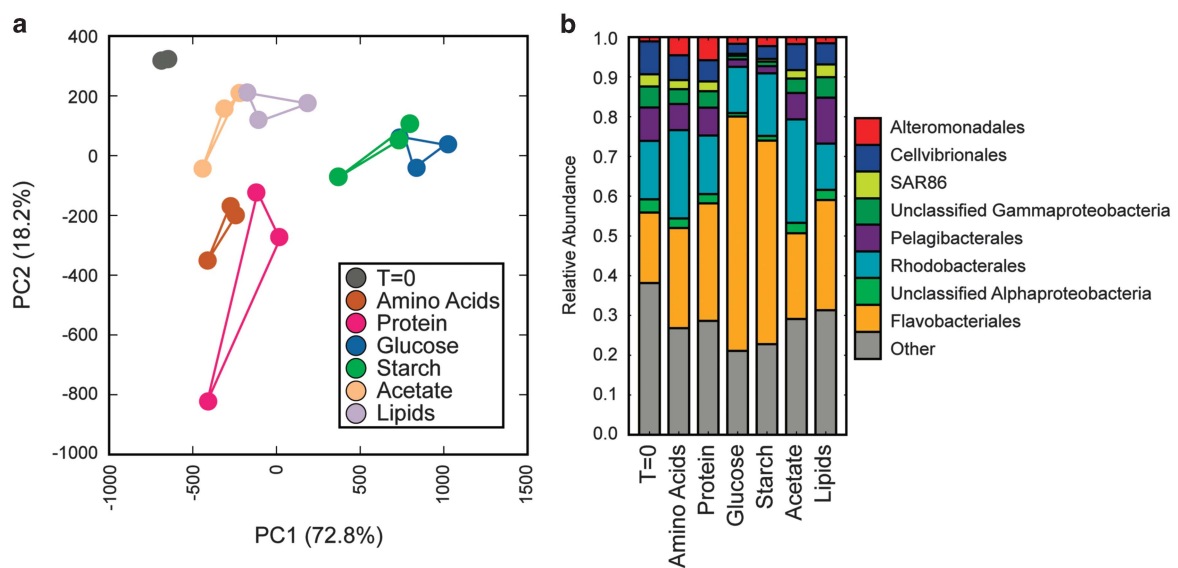 a
400
200
0
-200
-400
-600
-800
-1000
PC2 (18.2%)
-1000
-500
0
500
1000
1500
PC1 (72.8%)
T=0
Amino Acids
Protein
Glucose
Starch
Acetate
Lipids
b
1.0
0.9
0.8
0.7
0.6
0.5
0.4
0.3
0.2
0.1
0.0
Relative Abundance
T=0
Amino Acids
Protein
Glucose
Starch
Acetate
Lipids
Alteromonadales
Cellvibrionales
SAR86
Unclassified Gammaproteobacteria
Pelagibacterales
Rhodobacterales
Unclassified Alphaproteobacteria
Flavobacteriales
Other